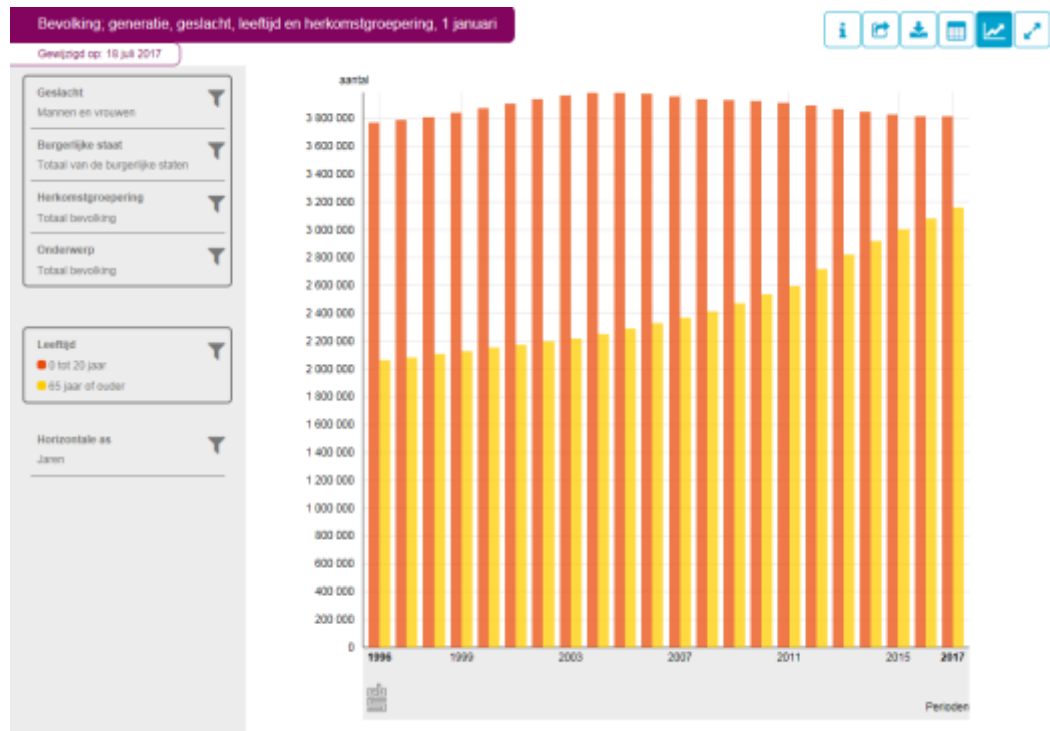 Bevolking; generatie, geslacht, leeftijd en herkomstgroepering, 1 januari
Gewijzigd op: 18 juli 2017
Geslacht
Mannen en vrouwen
Burgerlijke staat
Totaal van de burgerlijke staten
Herkomstgroepering
Totaal bevolking
Onderwerp
Totaal bevolking
Leeftijd
0 tot 20 jaar
65 jaar of ouder
Horizontale as
Jaren
aantal
3 800 000
3 600 000
3 400 000
3 200 000
3 000 000
2 800 000
2 600 000
2 400 000
2 200 000
2 000 000
1 800 000
1 600 000
1 400 000
1 200 000
1 000 000
800 000
600 000
400 000
200 000
0
1996 1999 2003 2007 2011 2015 2017
Perioden